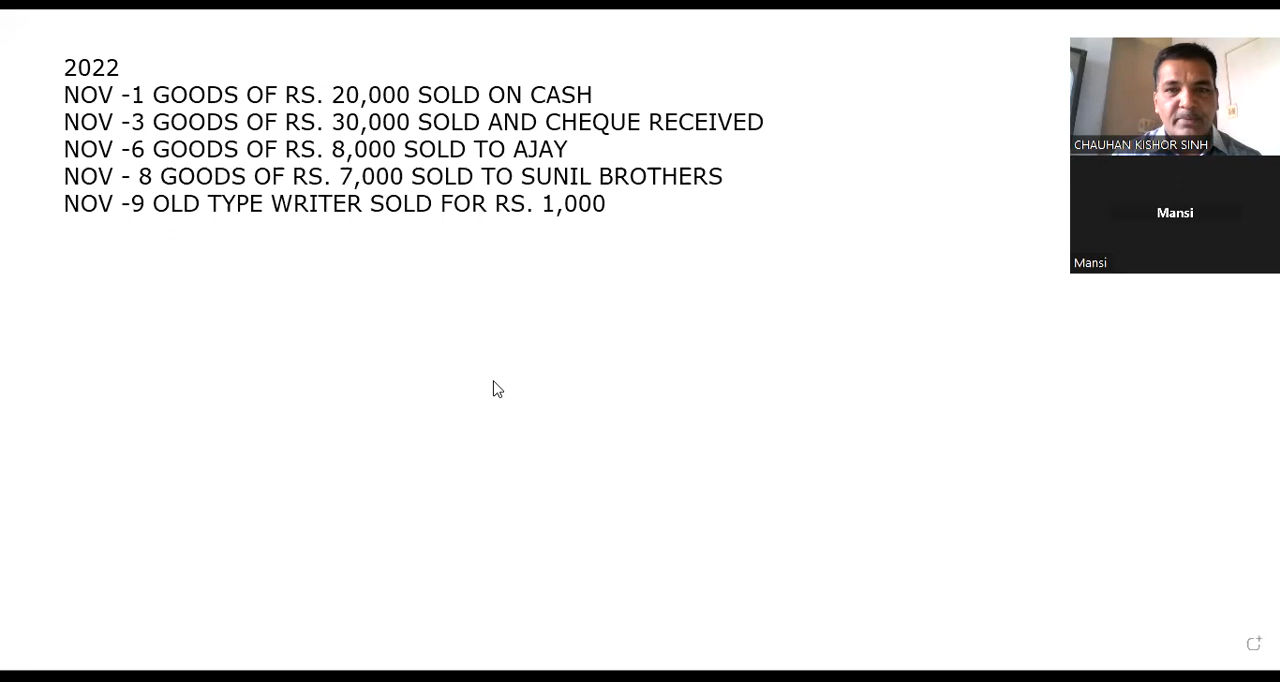 2022
NOV -1 GOODS OF RS. 20,000 SOLD ON CASH
NOV -3 GOODS OF RS. 30,000 SOLD AND CHEQUE RECEIVED
NOV -6 GOODS OF RS. 8,000 SOLD TO AJAY
NOV - 8 GOODS OF RS. 7,000 SOLD TO SUNIL BROTHERS
NOV -9 OLD TYPE WRITER SOLD FOR RS. 1,000
CHAUHAN KISHOR SINH
Mansi
Mansi